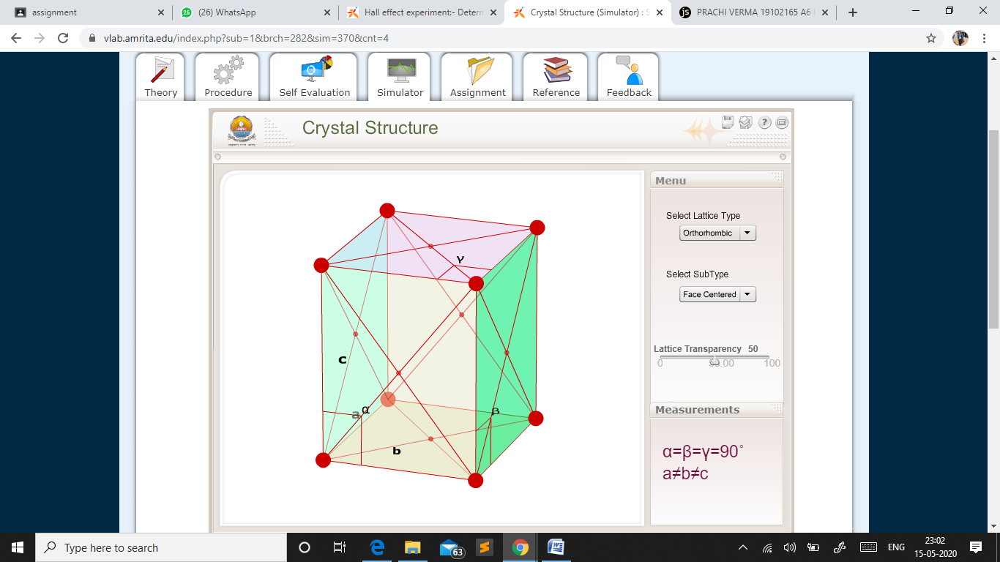 assignment
(26) WhatsApp
Hall effect experiment:- Determ
Crystal Structure (Simulator) : S
PRACHI VERMA 19102165 A6
vlab.amrita.edu/index.php?sub=1&brch=282&sim=370&cnt=4
Theory
Procedure
Self Evaluation
Simulator
Assignment
Reference
Feedback
Crystal Structure
Menu
Select Lattice Type
Orthorhombic
Select SubType
Face Centered
Lattice Transparency 50
0
50.00
100
γ
c
a
α
β
b
Measurements
α=β=γ=90°
a≠b≠c
Type here to search
63
ENG
23:02
15-05-2020